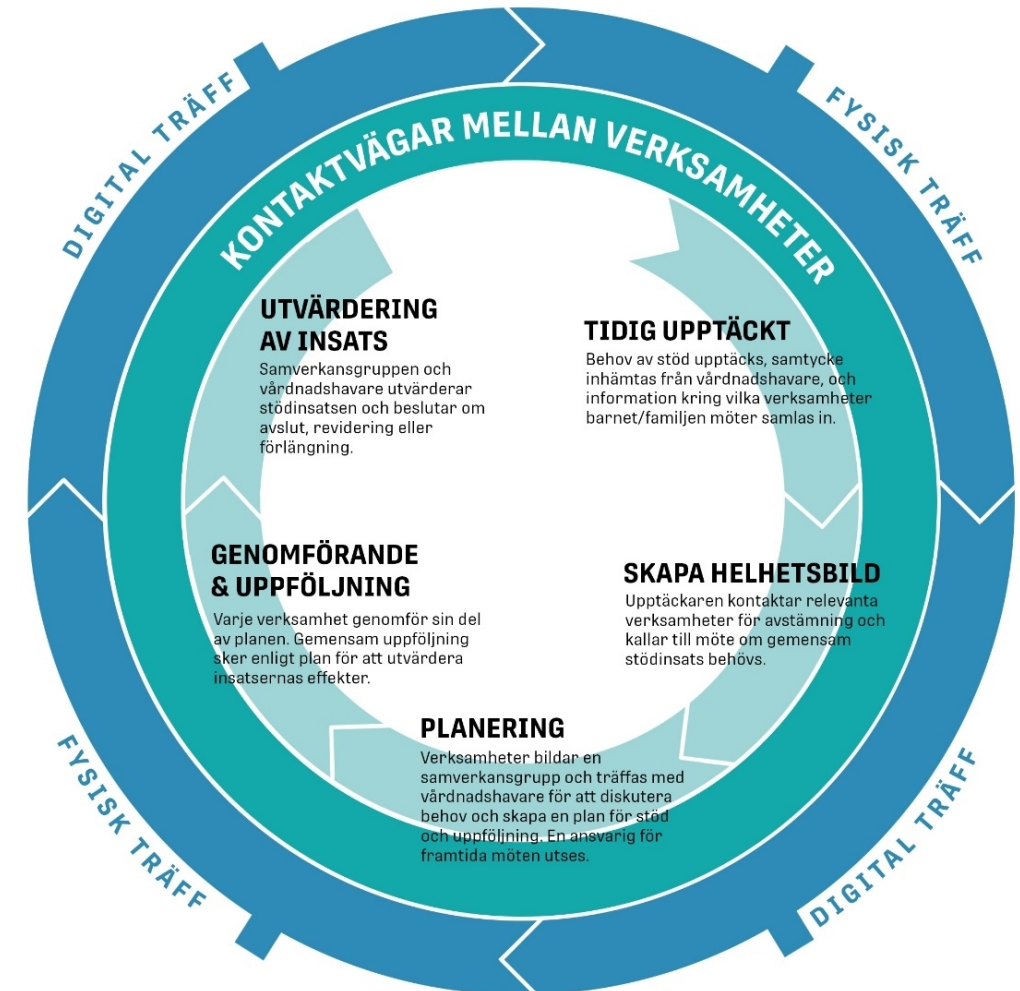 DIGITAL TRÄFF
FYSISK TRÄFF
KONTAKTVÄGAR MELLAN VERKSAMHETER
UTVÄRDERING
AV INSATS
Samverkansgruppen och
vårdnadshavare utvärderar
stödinsatsen och beslutar om
avslut, revidering eller
förlängning.
TIDIG UPPTÄCKT
Behov av stöd upptäcks, samtycke
inhämtas från vårdnadshavare, och
information kring vilka verksamheter
barnet/familjen möter samlas in.
GENOMFÖRANDE
& UPPFÖLJNING
Varje verksamhet genomför sin del
av planen. Gemensam uppföljning
sker enligt plan för att utvärdera
insatsernas effekter.
SKAPA HELHETSBILD
Upptäckaren kontaktar relevanta
verksamheter för avstämning och
kallar till möte om gemensam
stödinsats behövs.
PLANERING
Verksamheter bildar en
samverkansgrupp och träffas med
vårdnadshavare för att diskutera
behov och skapa en plan för stöd
och uppföljning. En ansvarig för
framtida möten utses.
FYSISK TRÄFF
DIGITAL TRÄFF